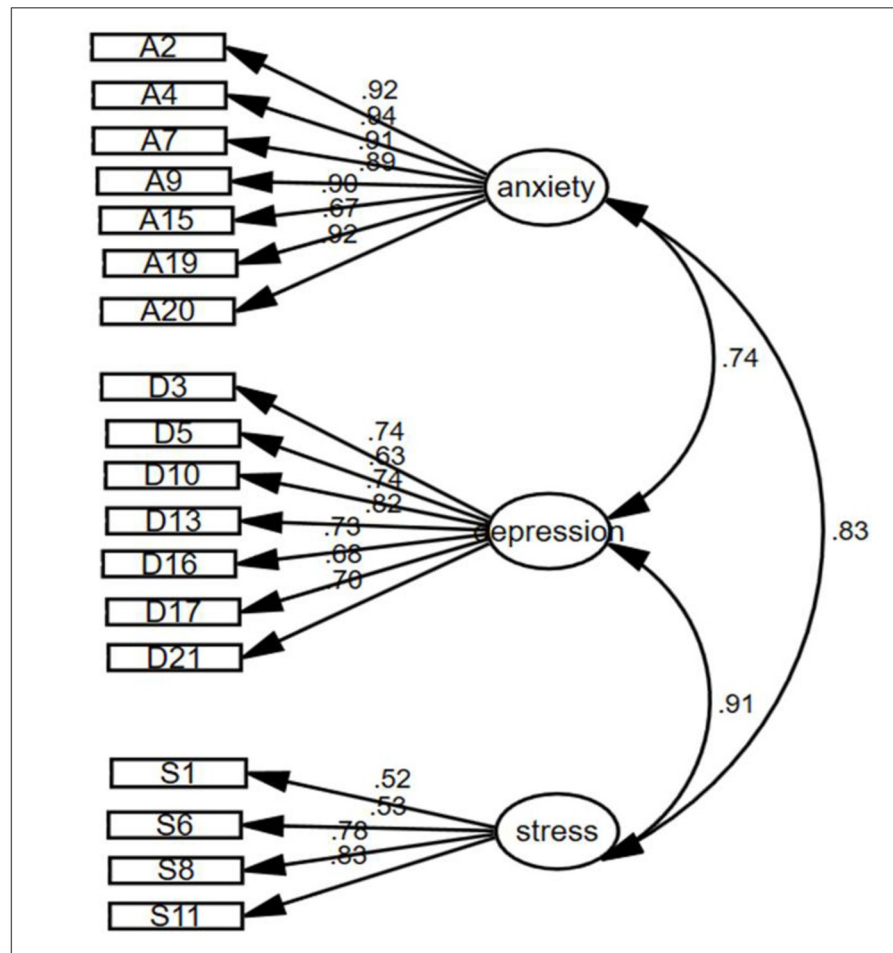 A2
A4
A7
A9
A15
A19
A20
.92
.94
.91
.89
.90
.67
.92
anxiety
.74
D3
D5
D10
D13
D16
D17
D21
.74
.63
.74
.82
.73
.68
.70
depression
.83
.91
S1
S6
S8
S11
.52
.53
.78
.83
stress